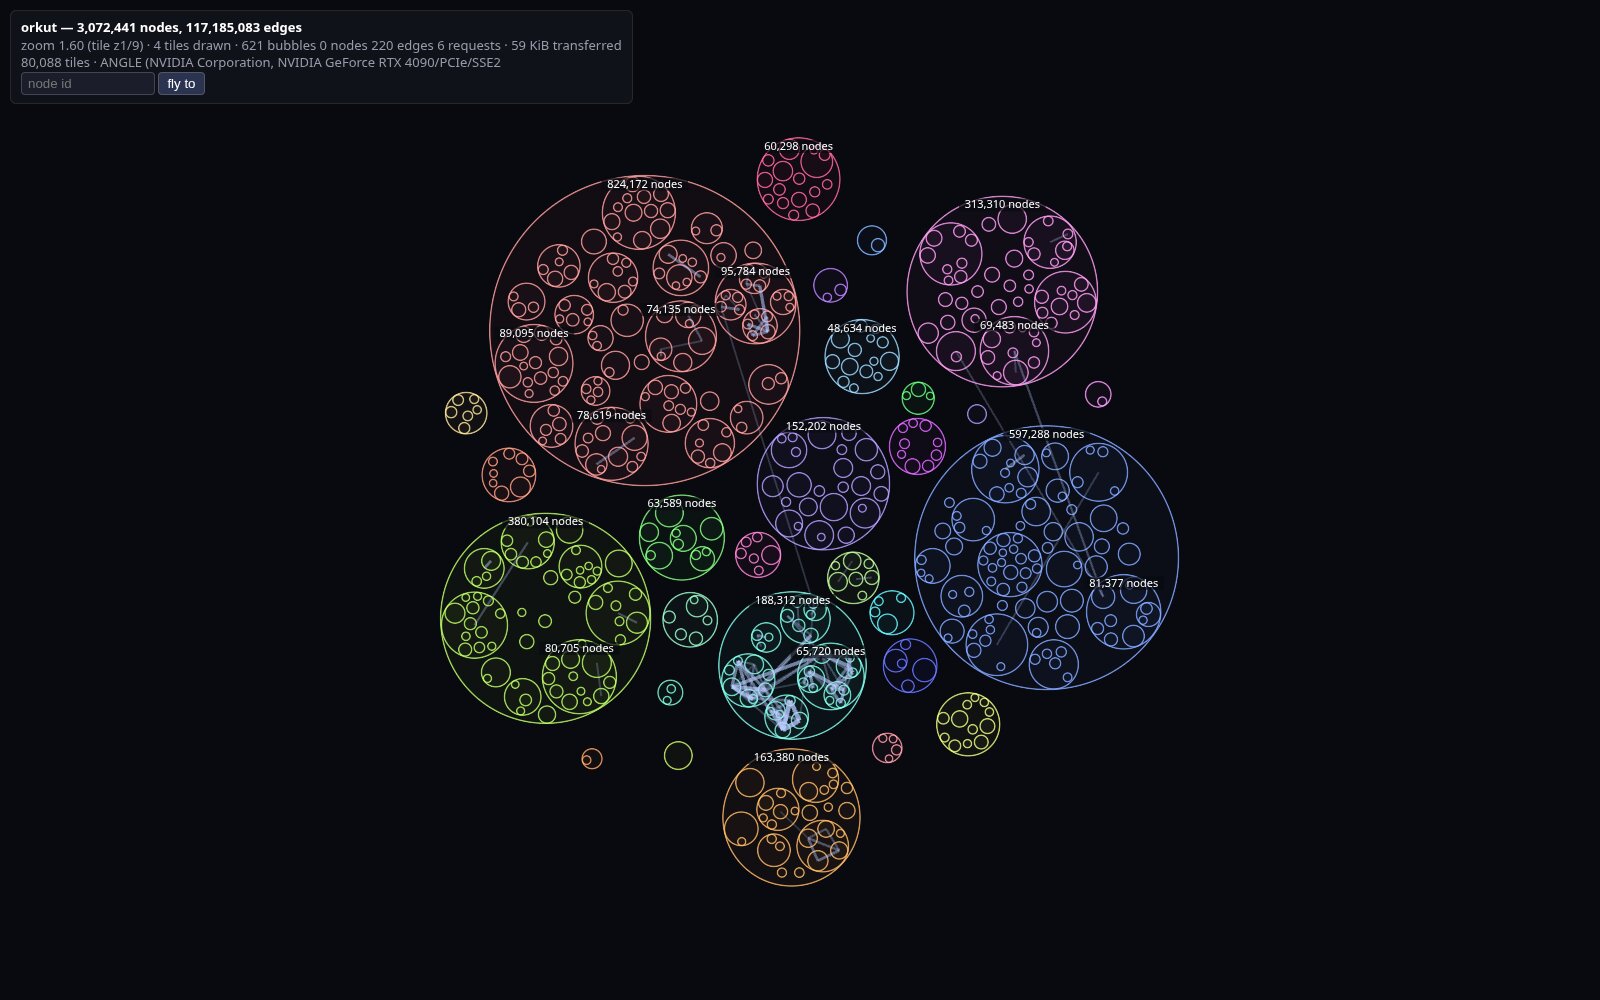 orkut — 3,072,441 nodes, 117,185,083 edges
zoom 1.60 (tile z1/9) · 4 tiles drawn · 621 bubbles 0 nodes 220 edges 6 requests · 59 KiB transferred
80,088 tiles · ANGLE (NVIDIA Corporation, NVIDIA GeForce RTX 4090/PCIe/SSE2
node id fly to
60,298 nodes
824,172 nodes
313,310 nodes
95,784 nodes
74,135 nodes
69,483 nodes
48,634 nodes
89,095 nodes
78,619 nodes
152,202 nodes
597,288 nodes
63,589 nodes
380,104 nodes
81,377 nodes
188,312 nodes
80,705 nodes
65,720 nodes
163,380 nodes